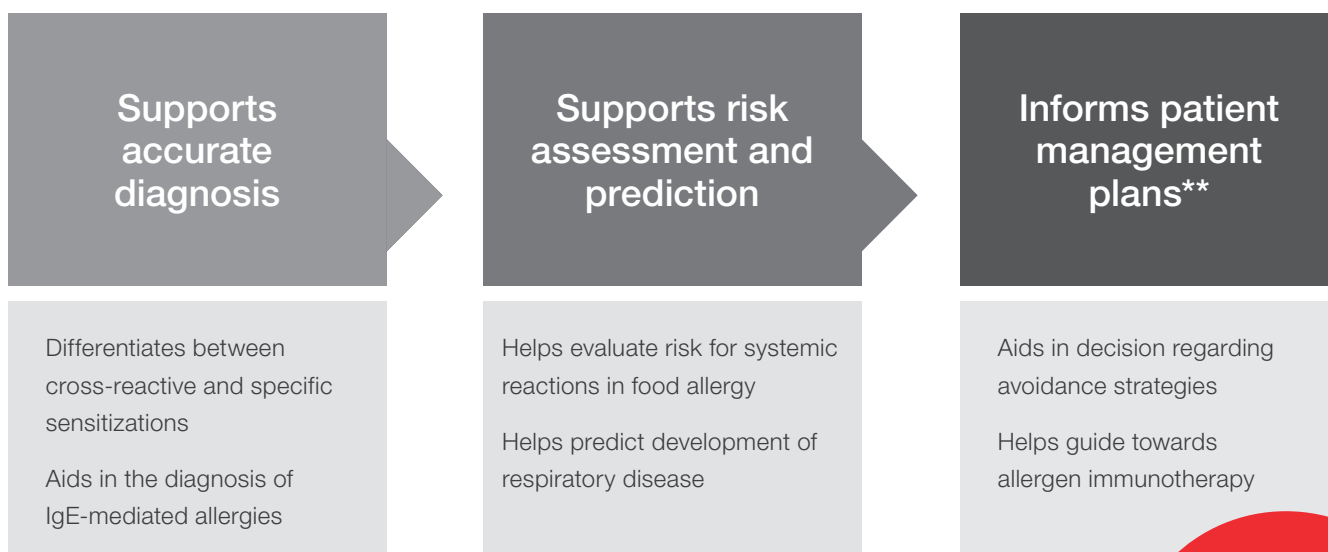 Supports
accurate
diagnosis
Differentiates between
cross-reactive and specific
sensitizations
Aids in the diagnosis of
IgE-mediated allergies
Supports risk
assessment and
prediction
Helps evaluate risk for systemic
reactions in food allergy
Helps predict development of
respiratory disease
Informs patient
management
plans**
Aids in decision regarding
avoidance strategies
Helps guide towards
allergen immunotherapy